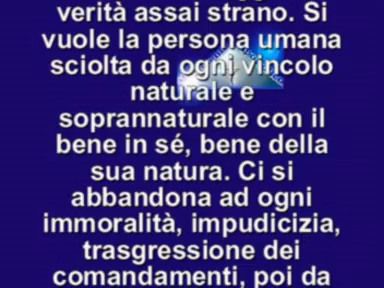 verità assai strano. Si
vuole la persona umana
sciolta da ogni vincolo
naturale e
soprannaturale con il
bene in sé, bene della
sua natura. Ci si
abbandona ad ogni
immoralità, impudicizia,
trasgressione dei
comandamenti, poi da